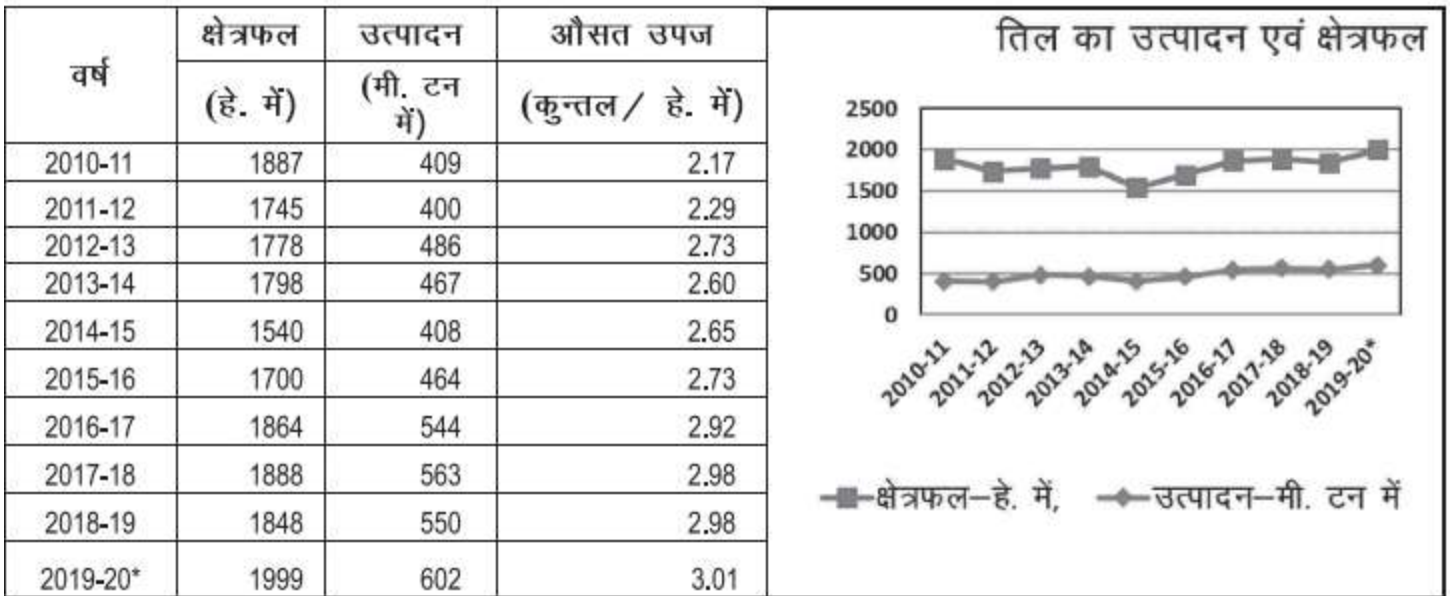 वर्ष क्षेत्रफल उत्पादन औसत उपज
(हे. में) (मी. टन में) (कुन्तल/ हे. में)
2010-11 1887 409 2.17
2011-12 1745 400 2.29
2012-13 1778 486 2.73
2013-14 1798 467 2.60
2014-15 1540 408 2.65
2015-16 1700 464 2.73
2016-17 1864 544 2.92
2017-18 1888 563 2.98
2018-19 1848 550 2.98
2019-20* 1999 602 3.01
तिल का उत्पादन एवं क्षेत्रफल
2500
2000
1500
1000
500
0
2010-11 2011-12 2012-13 2013-14 2014-15 2015-16 2016-17 2017-18 2018-19 2019-20*
क्षेत्रफल–हे. में, उत्पादन–मी. टन में